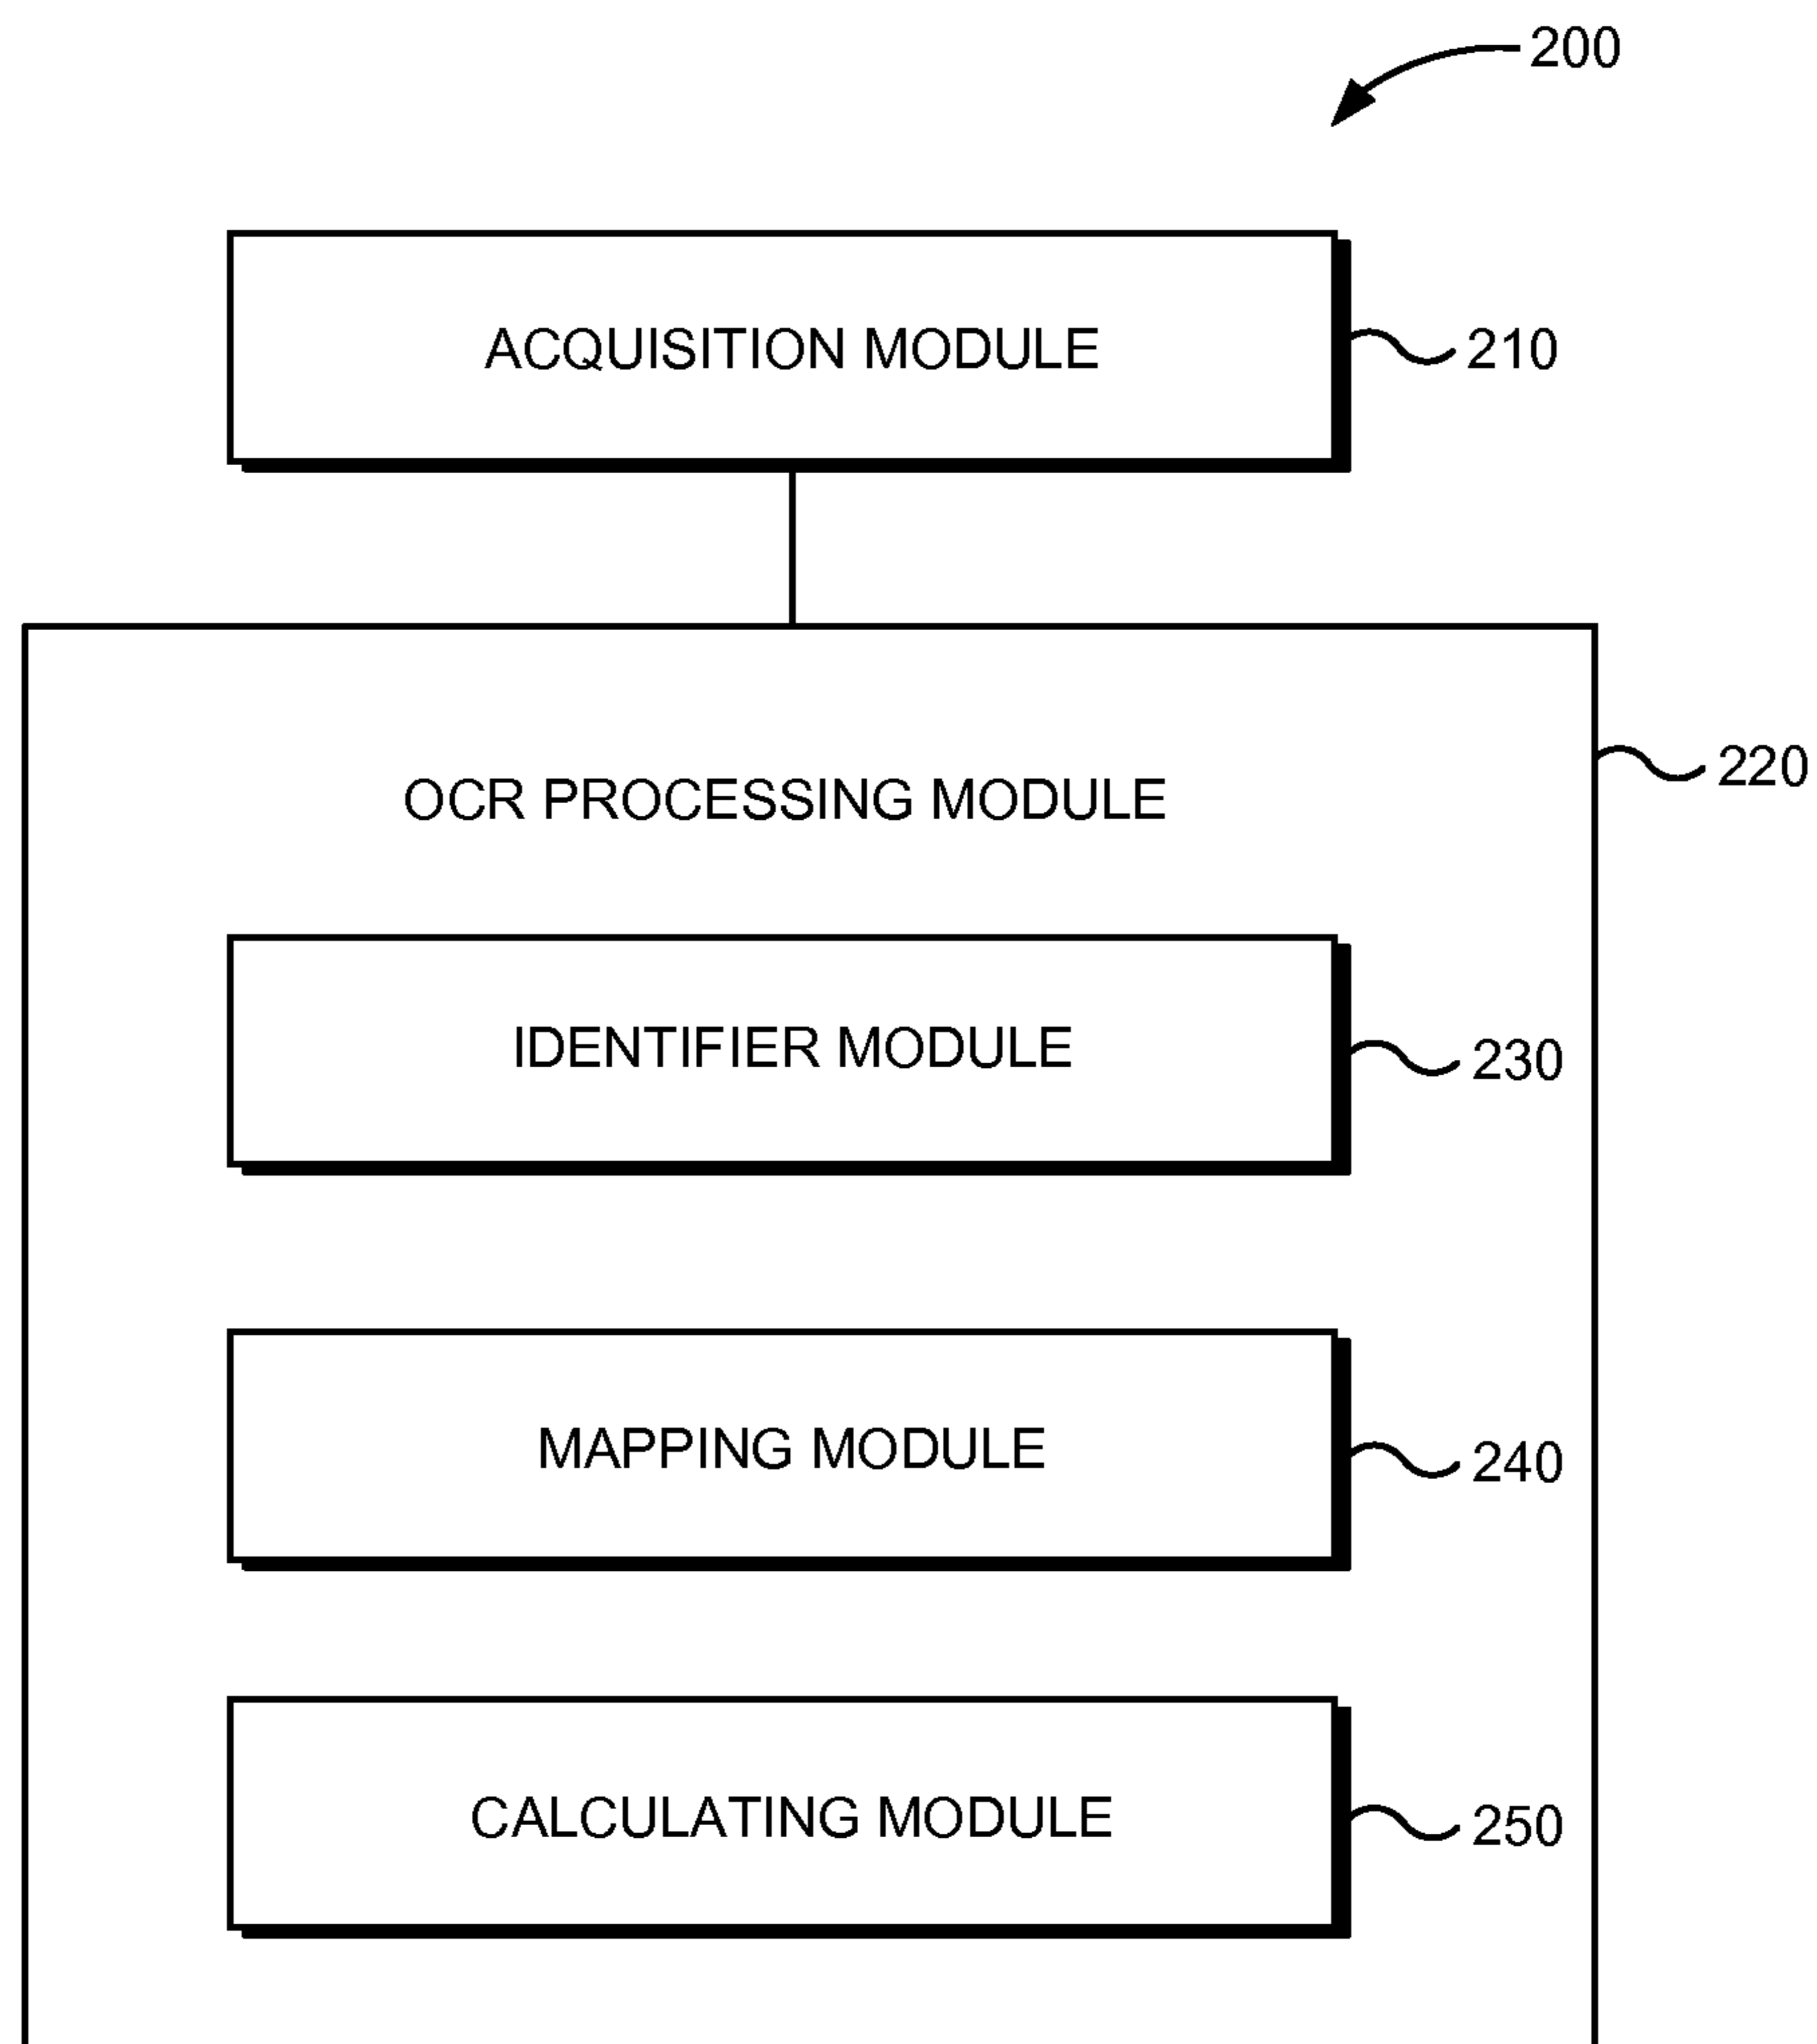 200
ACQUISITION MODULE
210
OCR PROCESSING MODULE
220
IDENTIFIER MODULE
230
MAPPING MODULE
240
CALCULATING MODULE
250